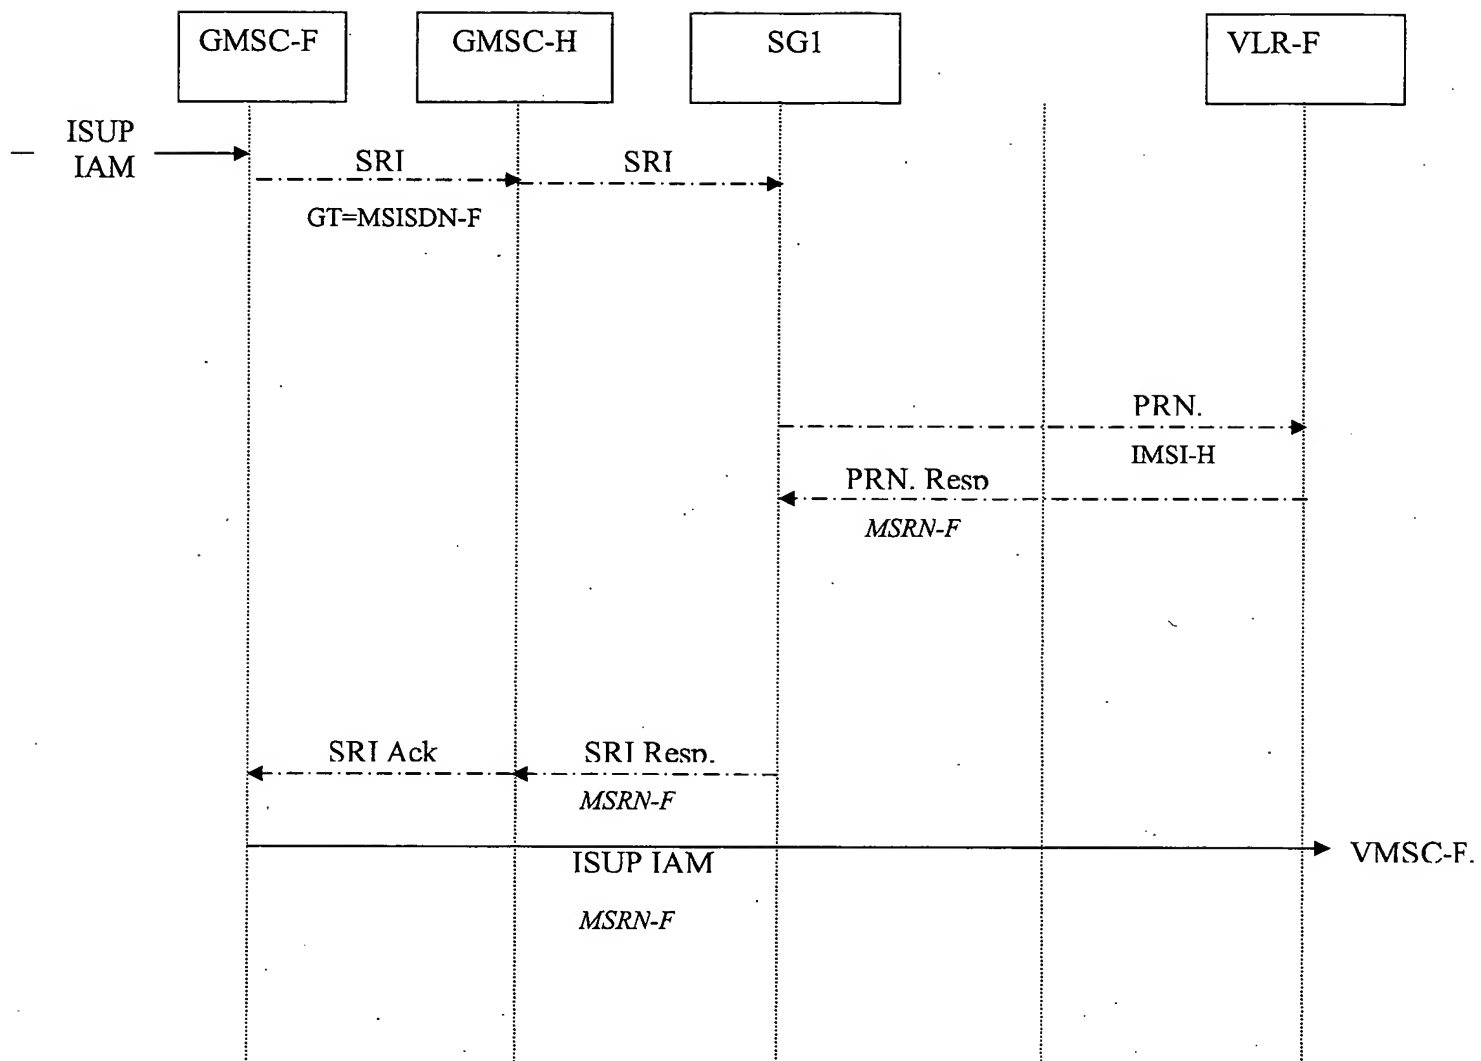 GMSC-F
GMSC-H
SG1
VLR-F
ISUP
IAM
SRI
SRI
GT=MSISDN-F
PRN.
IMSI-H
PRN. Resp
MSRN-F
SRI Ack
SRI Resp.
MSRN-F
ISUP IAM
VMSC-F.
MSRN-F